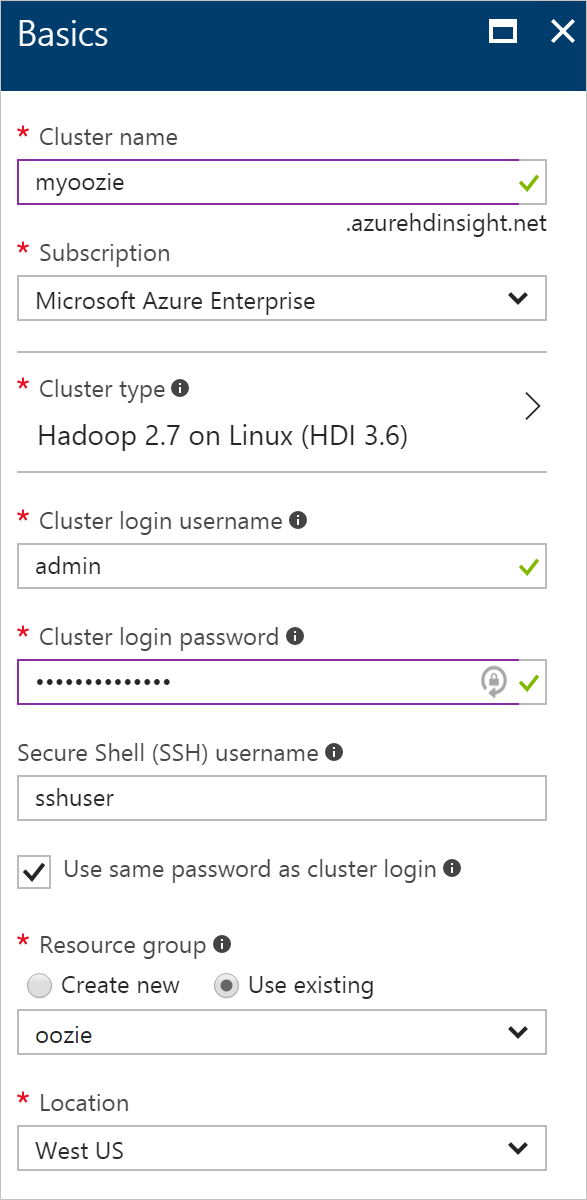 Basics
* Cluster name
myoozie
.azurehdinsight.net
* Subscription
Microsoft Azure Enterprise
* Cluster type
Hadoop 2.7 on Linux (HDI 3.6)
* Cluster login username
admin
* Cluster login password
••••••••••••••
Secure Shell (SSH) username
sshuser
Use same password as cluster login
* Resource group
Create new Use existing
oozie
* Location
West US